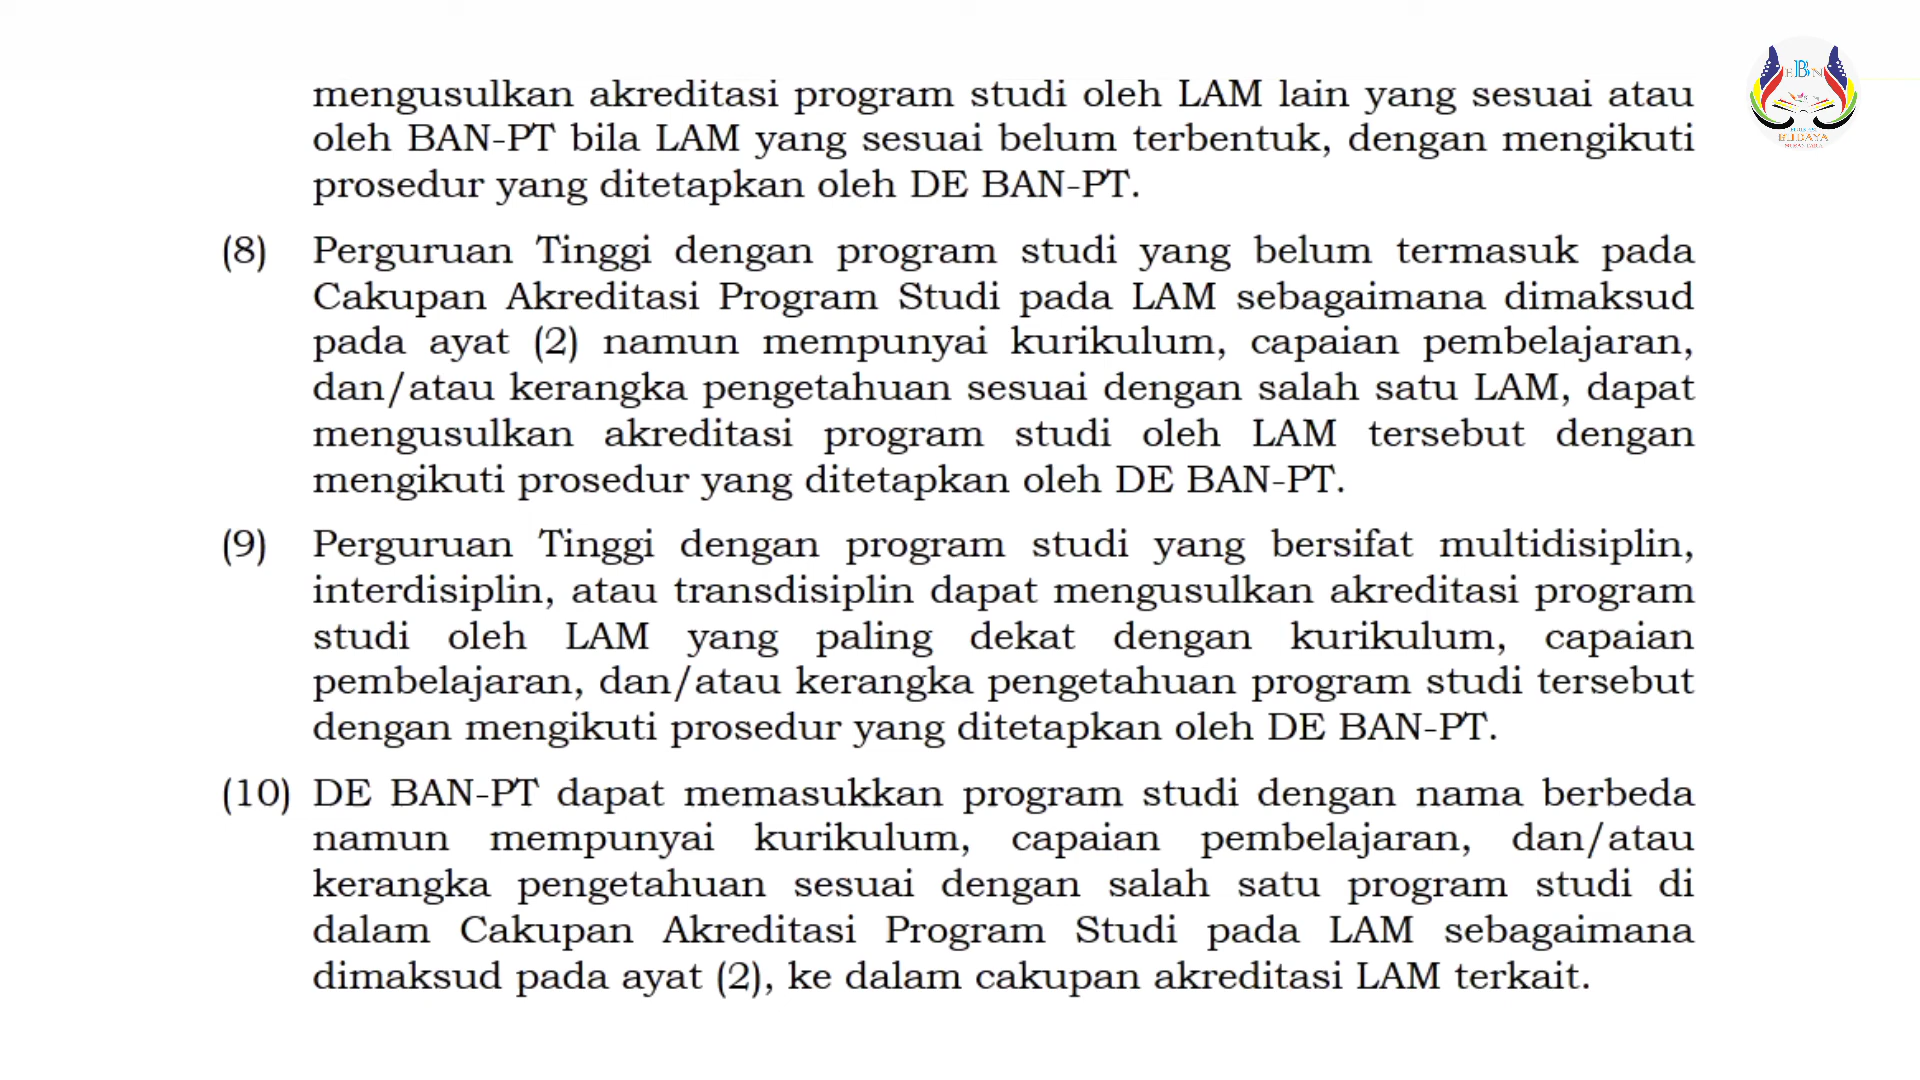 mengusulkan akreditasi program studi oleh LAM lain yang sesuai atau
oleh BAN-PT bila LAM yang sesuai belum terbentuk, dengan mengikuti
prosedur yang ditetapkan oleh DE BAN-PT.
(8) Perguruan Tinggi dengan program studi yang belum termasuk pada
Cakupan Akreditasi Program Studi pada LAM sebagaimana dimaksud
pada ayat (2) namun mempunyai kurikulum, capaian pembelajaran,
dan/atau kerangka pengetahuan sesuai dengan salah satu LAM, dapat
mengusulkan akreditasi program studi oleh LAM tersebut dengan
mengikuti prosedur yang ditetapkan oleh DE BAN-PT.
(9) Perguruan Tinggi dengan program studi yang bersifat multidisiplin,
interdisiplin, atau transdisiplin dapat mengusulkan akreditasi program
studi oleh LAM yang paling dekat dengan kurikulum, capaian
pembelajaran, dan/atau kerangka pengetahuan program studi tersebut
dengan mengikuti prosedur yang ditetapkan oleh DE BAN-PT.
(10) DE BAN-PT dapat memasukkan program studi dengan nama berbeda
namun mempunyai kurikulum, capaian pembelajaran, dan/atau
kerangka pengetahuan sesuai dengan salah satu program studi di
dalam Cakupan Akreditasi Program Studi pada LAM sebagaimana
dimaksud pada ayat (2), ke dalam cakupan akreditasi LAM terkait.
EBN
BUDAYA